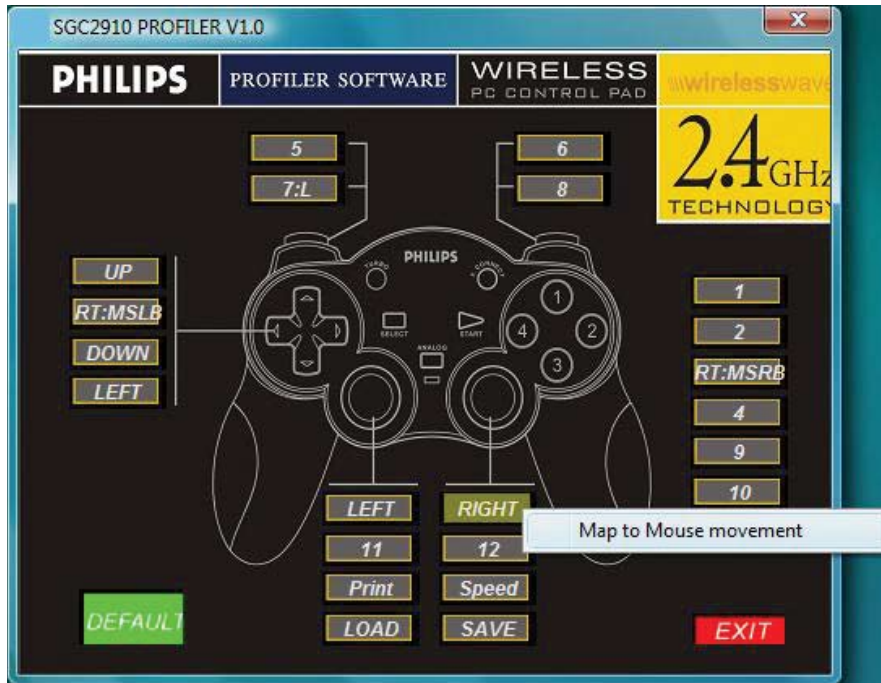 SGC2910 PROFILER V1.0
X
PHILIPS
PROFILER SOFTWARE
WIRELESS
PC CONTROL PAD
wirelesswave
2.4GHz
TECHNOLOGY
5
6
7:L
8
UP
RT:MSLB
DOWN
LEFT
PHILIPS
TURBO
CONNECT
SELECT
START
ANALOG
1
2
3
4
1
2
RT:MSRB
4
9
10
LEFT
RIGHT
Map to Mouse movement
11
12
Print
Speed
LOAD
SAVE
DEFAULT
EXIT